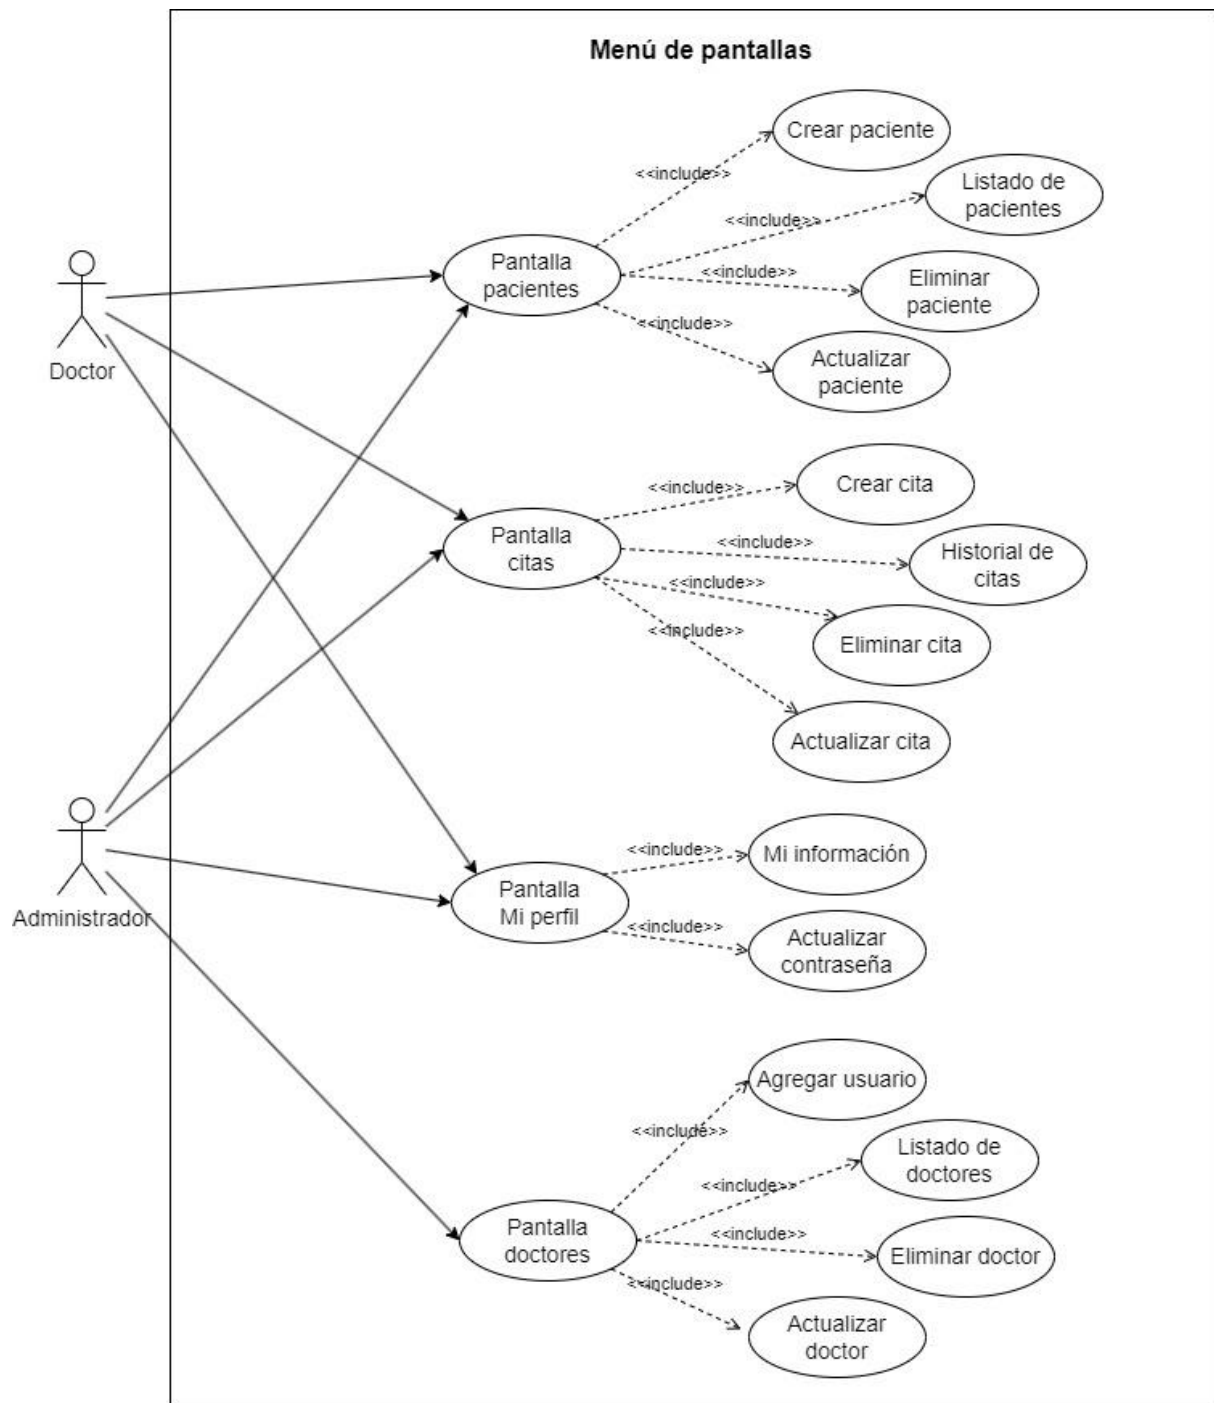 Menú de pantallas
Crear paciente
<<include>>
Listado de
pacientes
<<include>>
Pantalla
pacientes
<<include>>
Eliminar
paciente
<<include>>
Actualizar
paciente
Doctor
Crear cita
<<include>>
Pantalla
citas
<<include>>
Historial de
citas
<<include>>
Eliminar cita
<<include>>
Actualizar cita
Administrador
<<include>>
Mi información
Pantalla
Mi perfil
<<include>>
Actualizar
contraseña
Agregar usuario
<<include>>
Listado de
doctores
<<include>>
Pantalla
doctores
<<include>>
Eliminar doctor
<<include>>
Actualizar
doctor